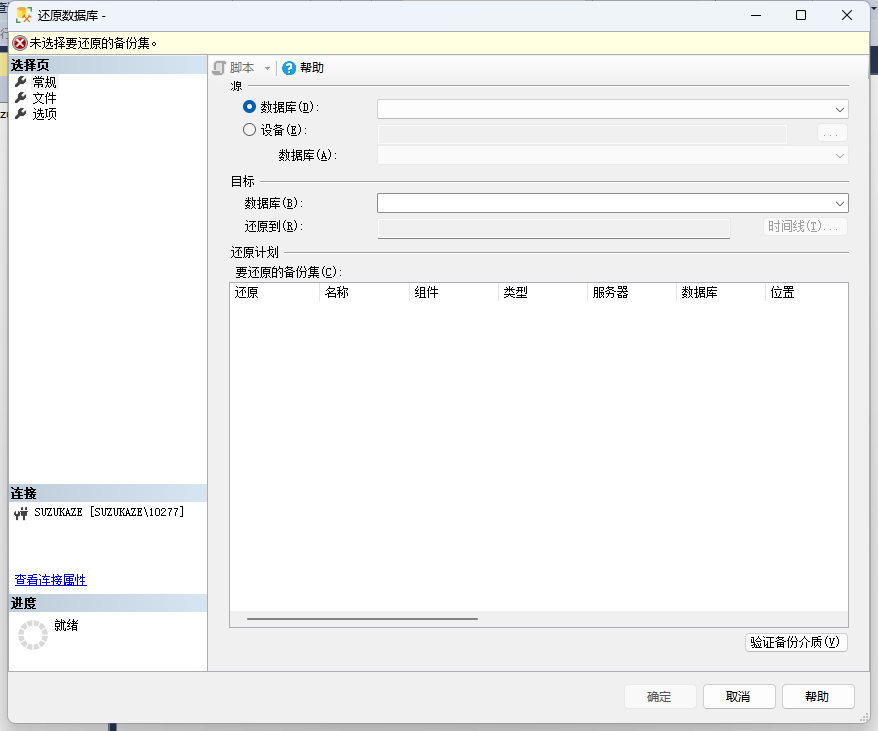 还原数据库 -
未选择要还原的备份集。
选择页
常规
文件
选项
脚本
帮助
源
数据库(D):
设备(E):
...
数据库(A):
目标
数据库(B):
还原到(R):
时间线(T)...
还原计划
要还原的备份集(C):
还原 名称 组件 类型 服务器 数据库 位置
连接
SUZUKAZE [SUZUKAZE\10277]
查看连接属性
进度
就绪
验证备份介质(V)
确定 取消 帮助